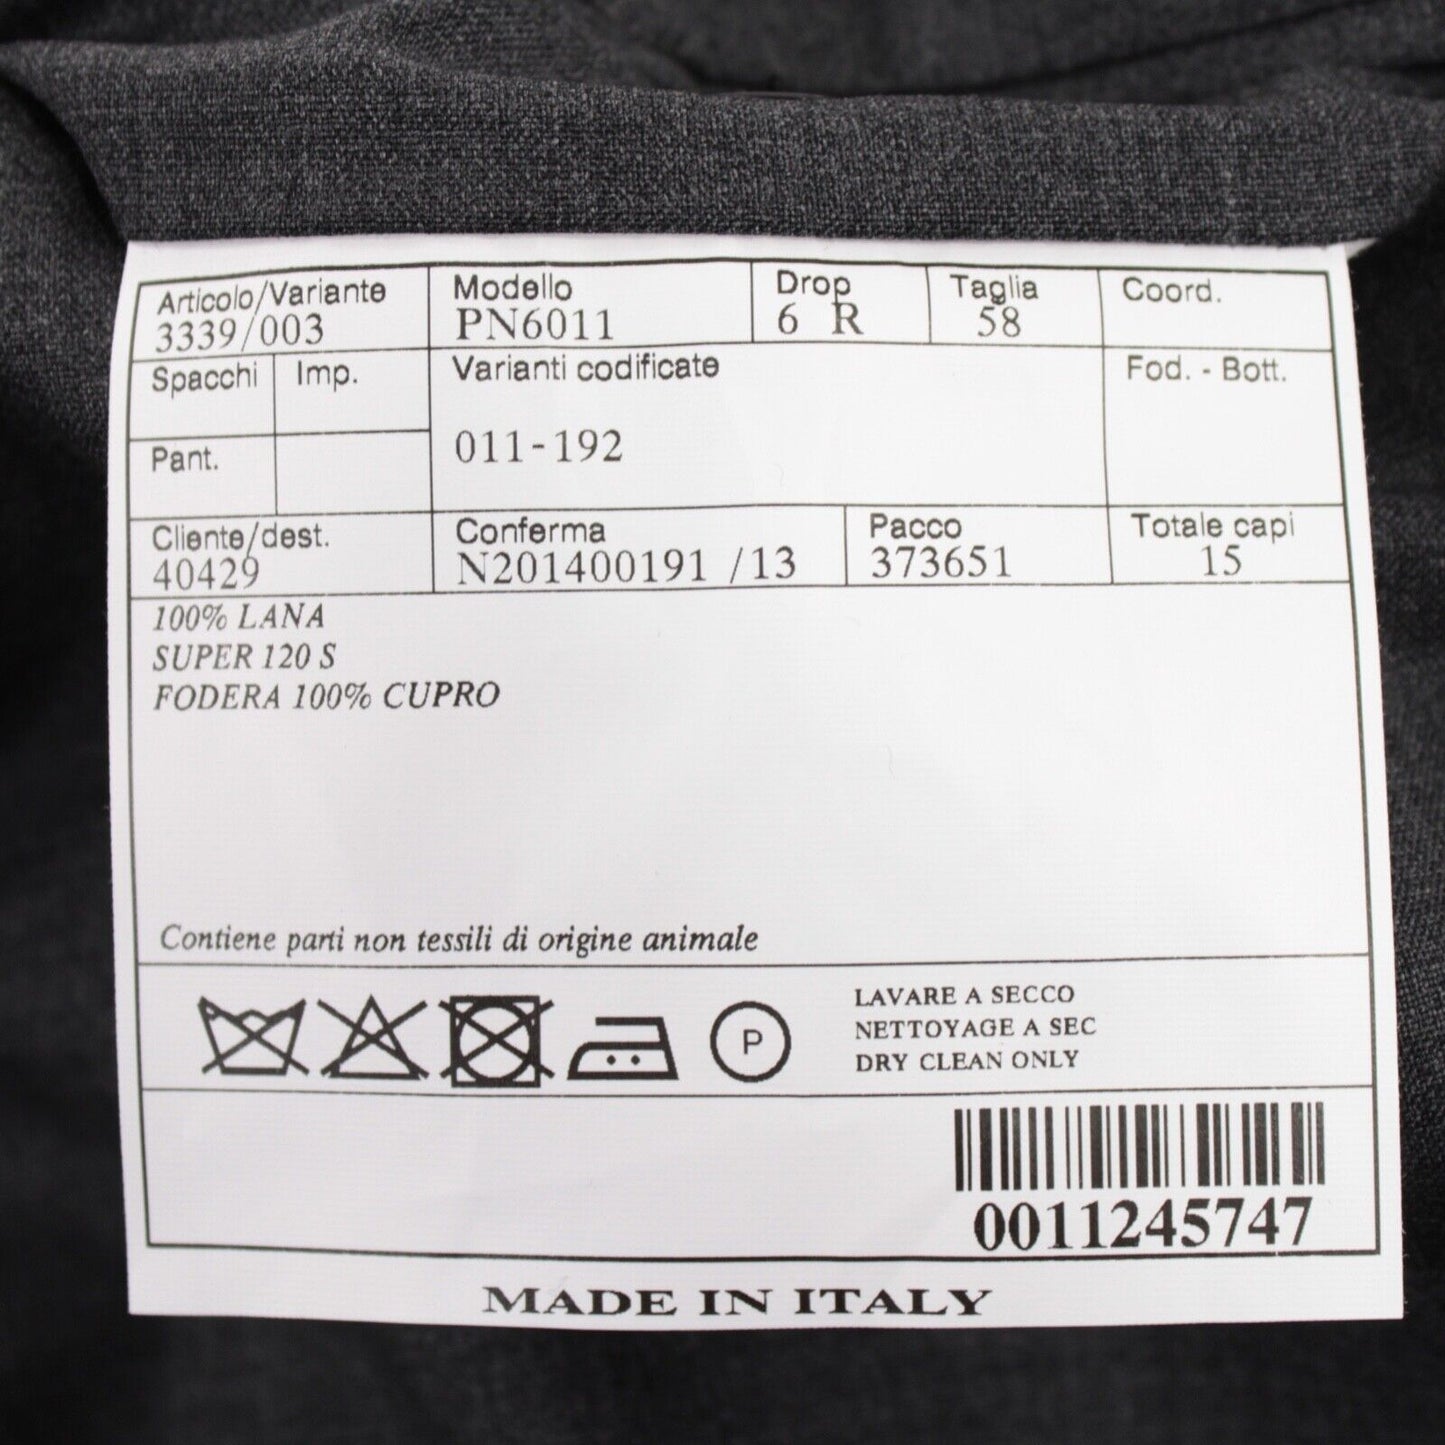 Articolo/Variante Modello Drop Taglia Coord.
3339/003 PN6011 6 R 58
Spacchi Imp. Varianti codificate Fod. - Bott.
Pant. 011-192
Cliente/dest. Conferma Pacco Totale capi
40429 N201400191 /13 373651 15
100% LANA
SUPER 120 S
FODERA 100% CUPRO
Contiene parti non tessili di origine animale
LAVARE A SECCO
NETTOYAGE A SEC
P
DRY CLEAN ONLY
0011245747
MADE IN ITALY